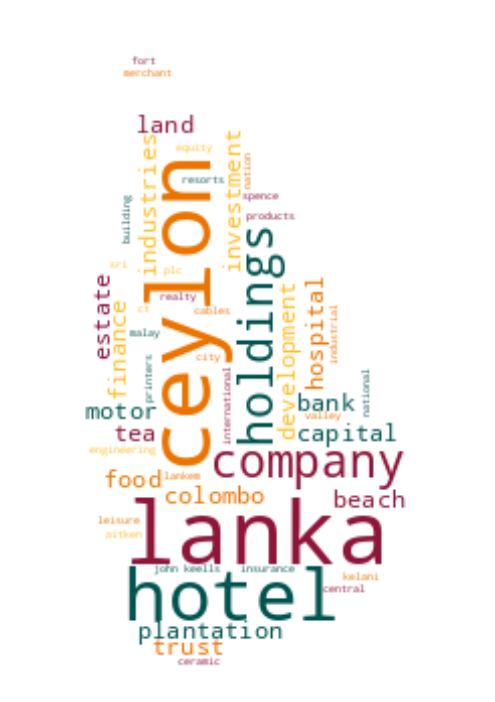 fort
merchant
land
equity
industries
investment
nation
resorts
ceylon
building
spence
products
holdings
sri
plc
estate
realty
finance
ct
cables
development
hospital
industrial
malay
city
printers
international
national
motor
bank
valley
tea
capital
engineering
company
food
lankem
colombo
beach
lanka
leisure
aitken
john keells
insurance
hotel
kelani
central
plantation
trust
ceramic